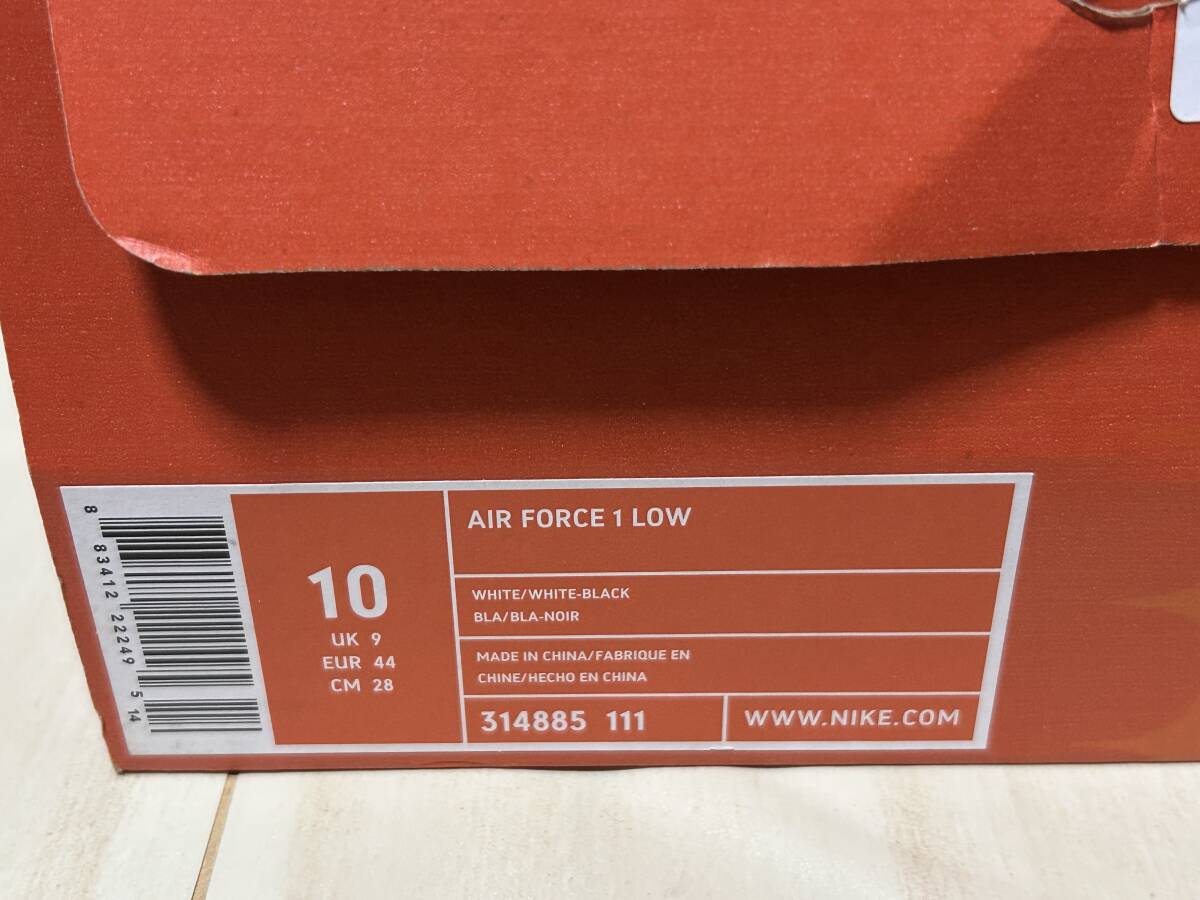 8 83412 22249 5 14
10
UK 9
EUR 44
CM 28
AIR FORCE 1 LOW
WHITE/WHITE-BLACK
BLA/BLA-NOIR
MADE IN CHINA/FABRIQUE EN
CHINE/HECHO EN CHINA
314885 111
WWW.NIKE.COM